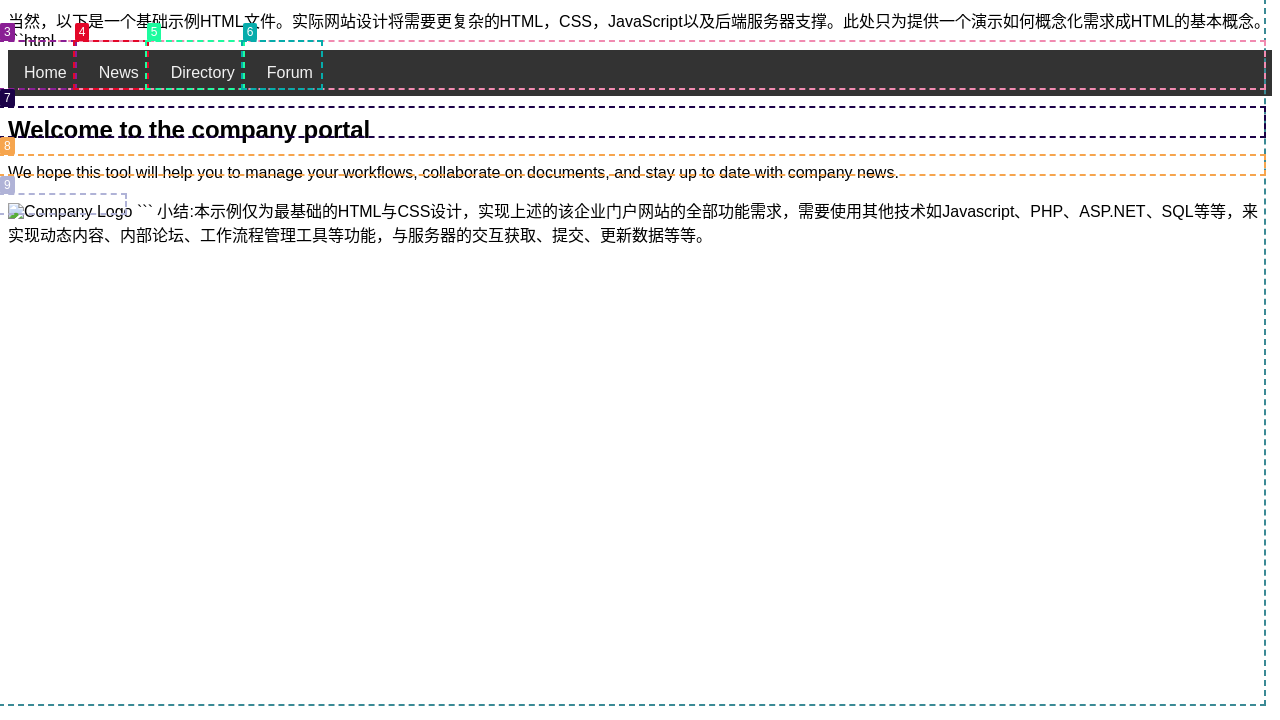 当然，以下是一个基础示例HTML文件。实际网站设计将需要更复杂的HTML，CSS，JavaScript以及后端服务器支撑。此处只为提供一个演示如何概念化需求成HTML的基本概念。
```html
3 4 5 6
Home News Directory Forum
7
Welcome to the company portal
8
We hope this tool will help you to manage your workflows, collaborate on documents, and stay up to date with company news.
9
Company Logo ``` 小结:本示例仅为最基础的HTML与CSS设计，实现上述的该企业门户网站的全部功能需求，需要使用其他技术如Javascript、PHP、ASP.NET、SQL等等，来
实现动态内容、内部论坛、工作流程管理工具等功能，与服务器的交互获取、提交、更新数据等等。